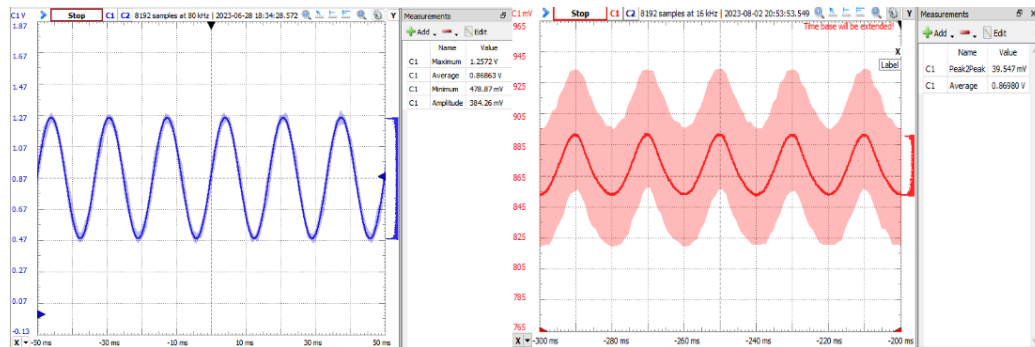 C1 V Stop C1 C2 8192 samples at 80 kHz | 2023-06-28 18:34:28.572 Y
1.87
1.67
1.47
1.27
1.07
0.87
0.67
0.47
0.27
0.07
-0.13
X -50 ms -30 ms -10 ms 10 ms 30 ms 50 ms
Measurements
Add Edit
Name Value
C1 Maximum 1.2572 V
C1 Average 0.86863 V
C1 Minimum 478.87 mV
C1 Amplitude 384.26 mV
C1 mV Stop C1 C2 8192 samples at 16 kHz | 2023-08-02 20:53:53.549 Y
Time base will be extended!
X
Label
965
945
925
905
885
865
845
825
805
785
765
X -300 ms -280 ms -260 ms -240 ms -220 ms -200 ms
Measurements
Add Edit
Name Value
C1 Peak2Peak 39.547 mV
C1 Average 0.86980 V